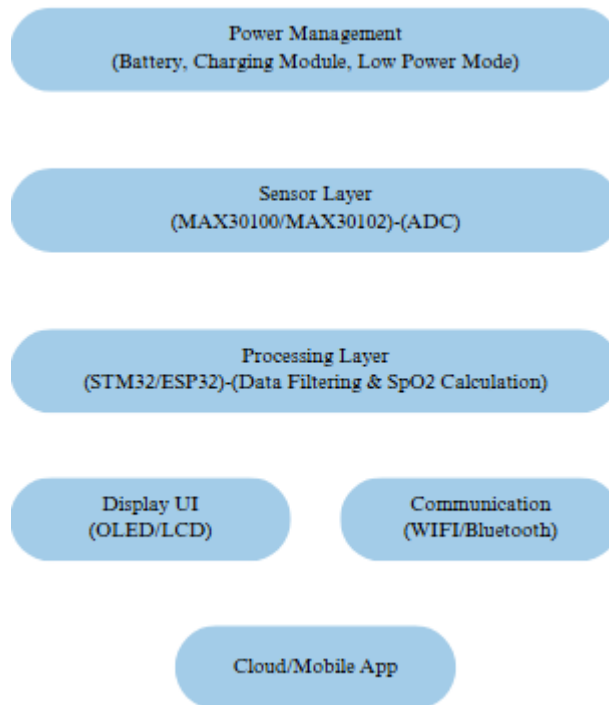 Power Management
(Battery, Charging Module, Low Power Mode)
Sensor Layer
(MAX30100/MAX30102)-(ADC)
Processing Layer
(STM32/ESP32)-(Data Filtering & SpO2 Calculation)
Display UI
(OLED/LCD)
Communication
(WIFI/Bluetooth)
Cloud/Mobile App